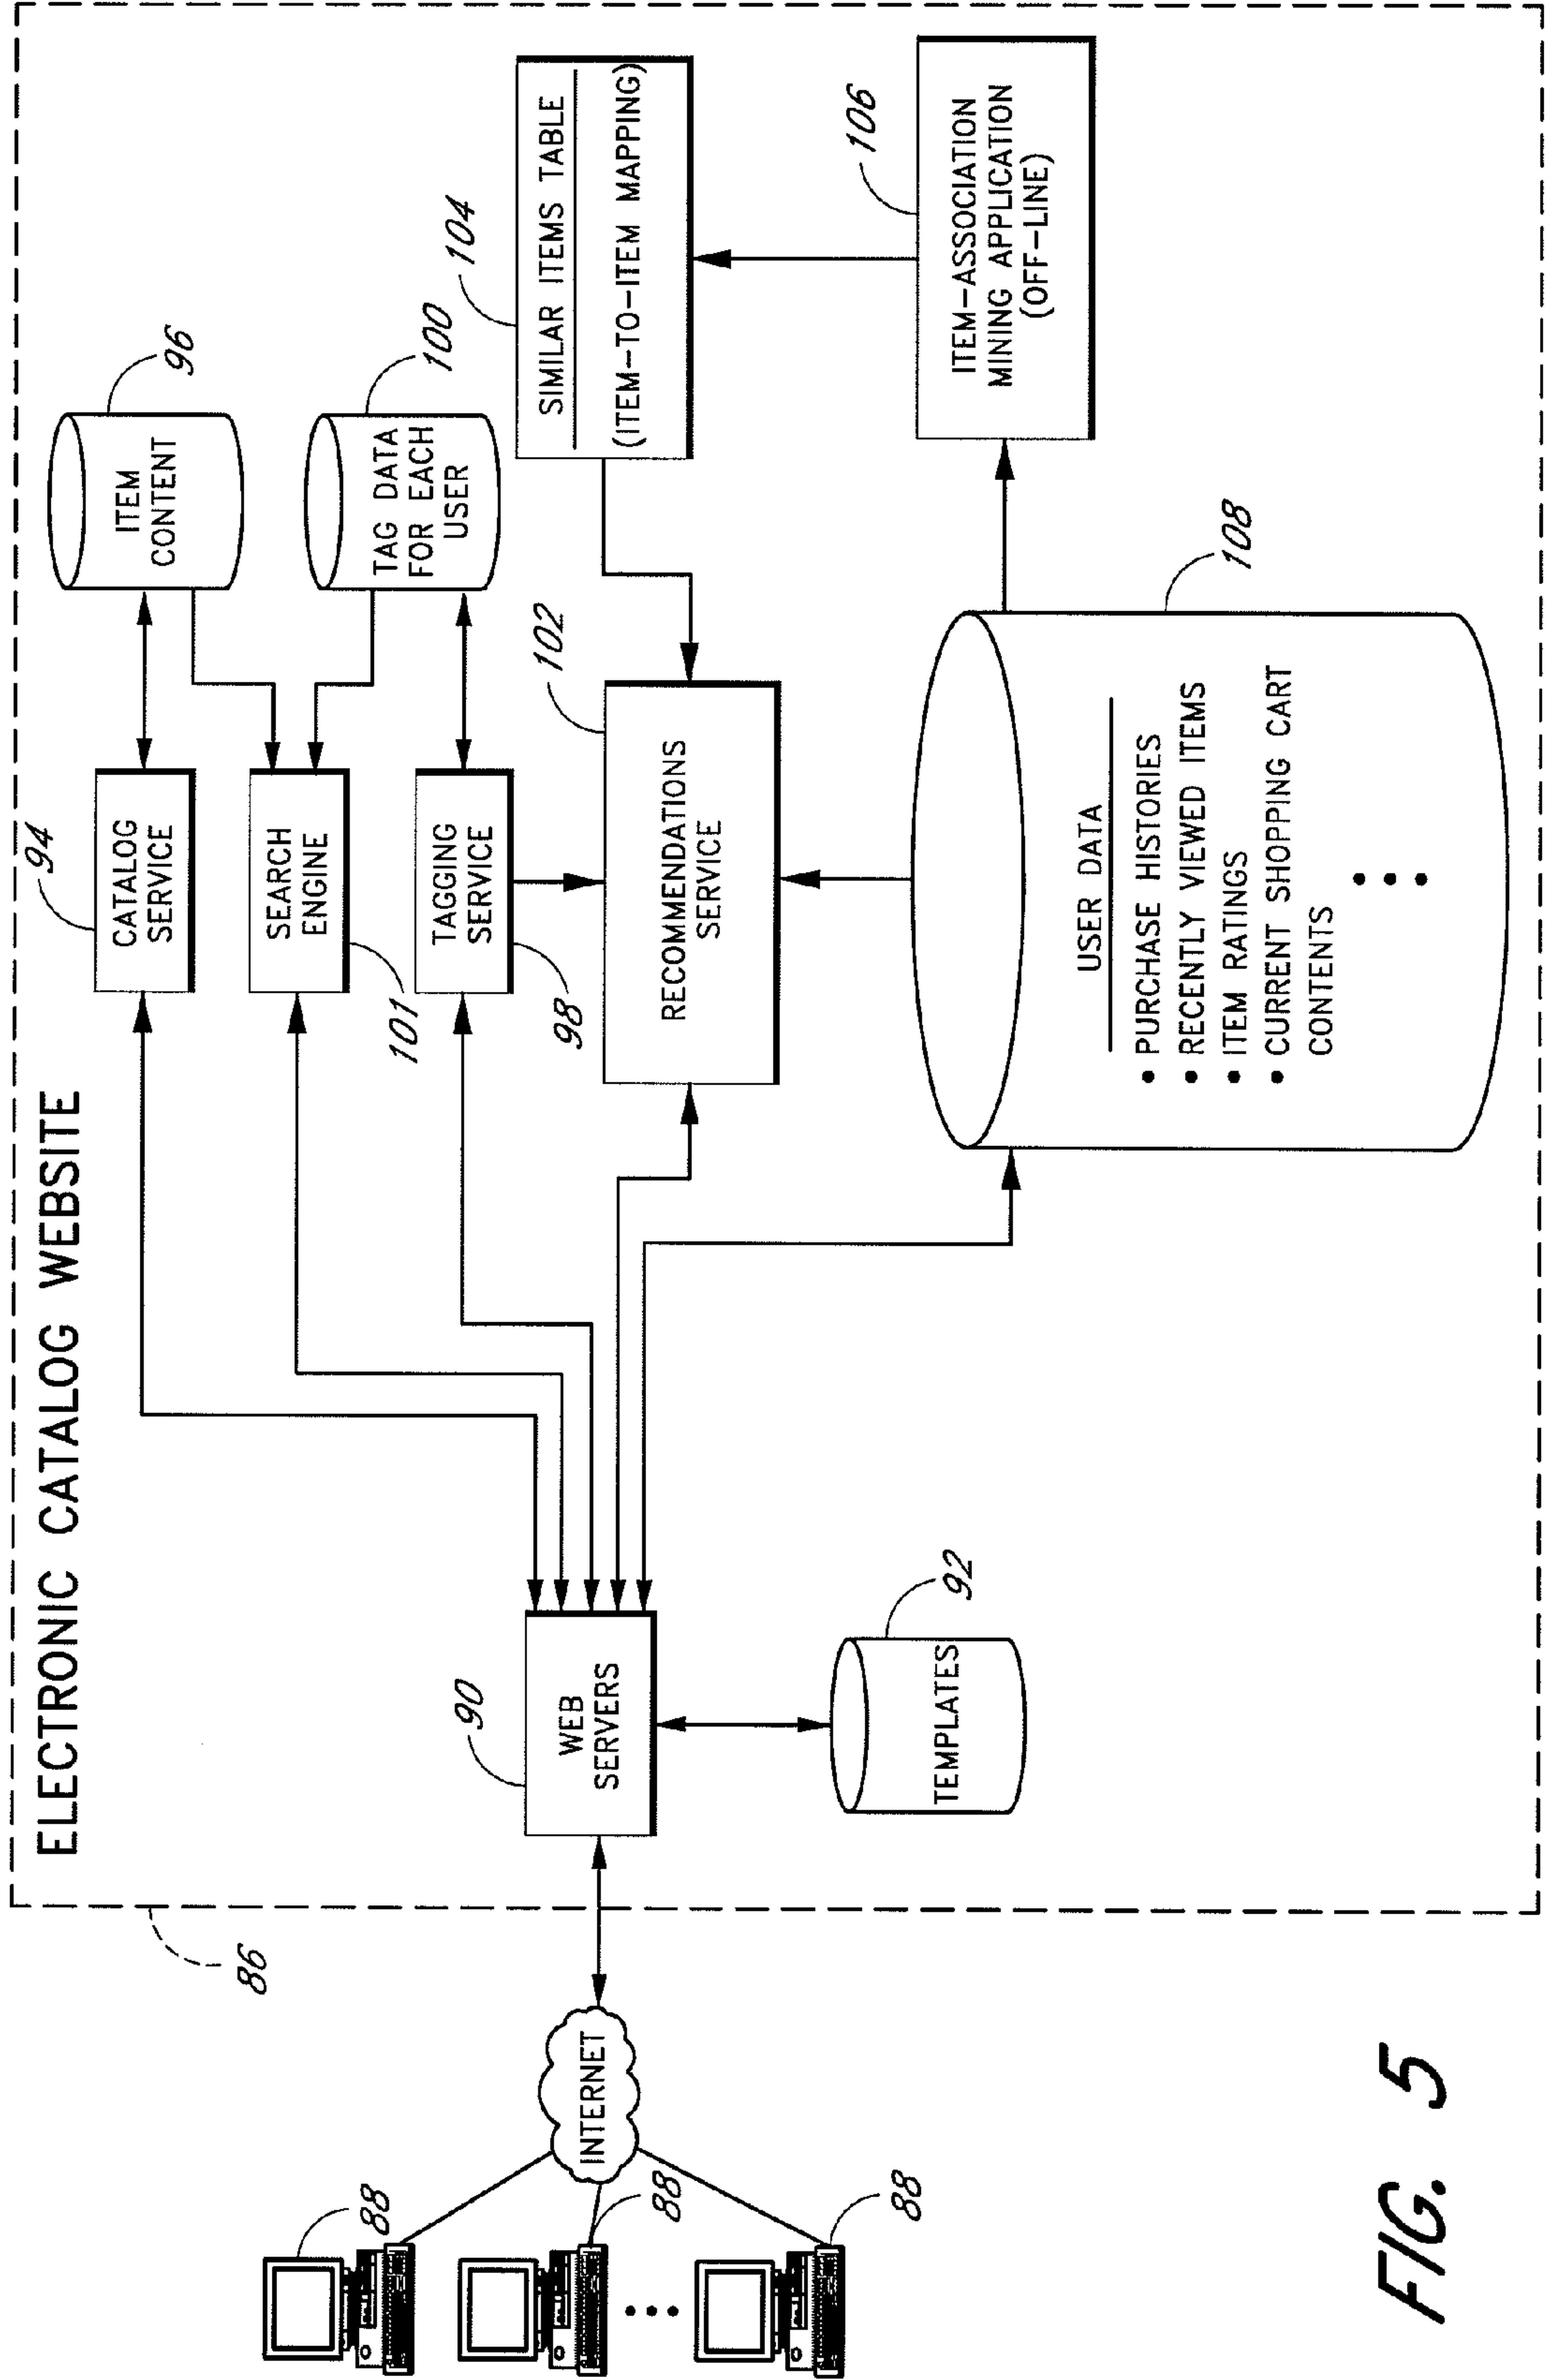 ELECTRONIC CATALOG WEBSITE
86
88
88
88
INTERNET
90
WEB
SERVERS
92
TEMPLATES
94
CATALOG
SERVICE
96
ITEM
CONTENT
SEARCH
ENGINE
101
100
TAG DATA
FOR EACH
USER
TAGGING
SERVICE
98
102
RECOMMENDATIONS
SERVICE
104
SIMILAR ITEMS TABLE
(ITEM-TO-ITEM MAPPING)
106
ITEM-ASSOCIATION
MINING APPLICATION
(OFF-LINE)
108
USER DATA
• PURCHASE HISTORIES
• RECENTLY VIEWED ITEMS
• ITEM RATINGS
• CURRENT SHOPPING CART
CONTENTS
FIG. 5